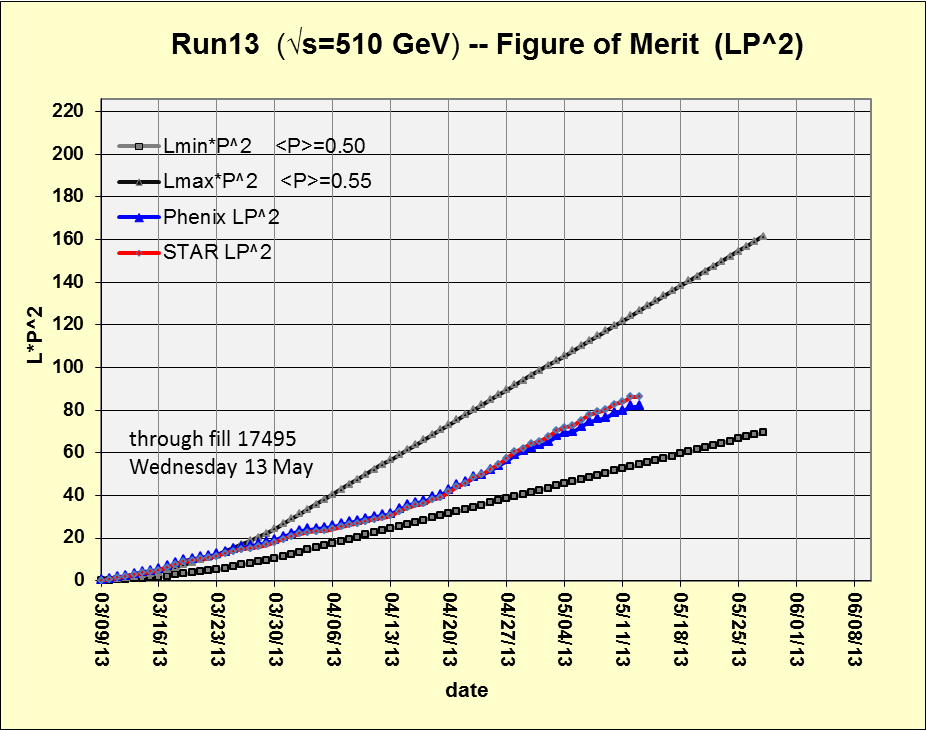 Run13 (√s=510 GeV) -- Figure of Merit (LP^2)
220
200
180
160
140
120
100
80
60
40
20
0
L*P^2
Lmin*P^2 <P>=0.50
Lmax*P^2 <P>=0.55
Phenix LP^2
STAR LP^2
through fill 17495
Wednesday 13 May
03/09/13
03/16/13
03/23/13
03/30/13
04/06/13
04/13/13
04/20/13
04/27/13
05/04/13
05/11/13
05/18/13
05/25/13
06/01/13
06/08/13
date